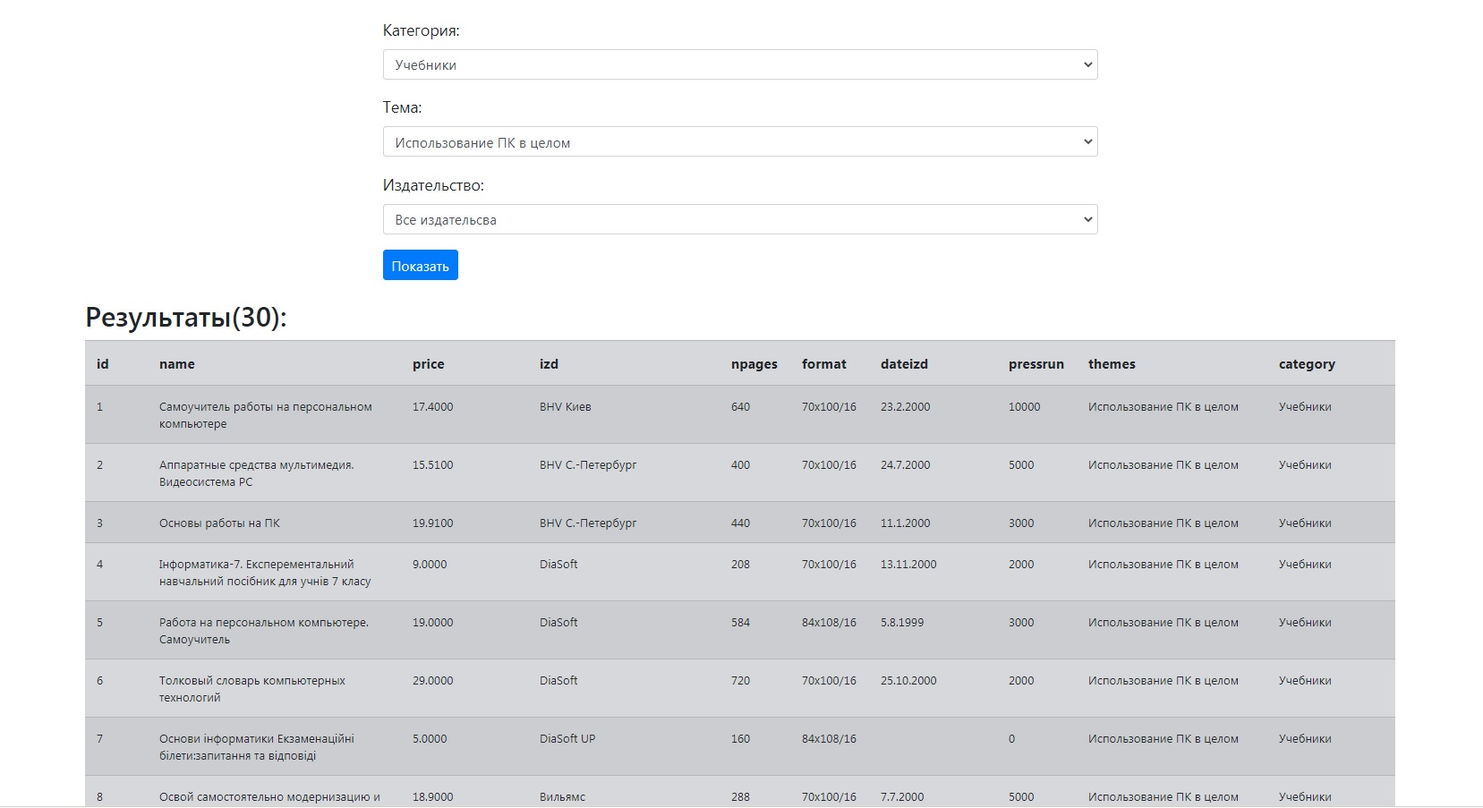 Категория:
Учебники
Тема:
Использование ПК в целом
Издательство:
Все издательсва
Показать
Результаты(30):
id name price izd npages format dateizd pressrun themes category
1 Самоучитель работы на персональном 17.4000 BHV Киев 640 70х100/16 23.2.2000 10000 Использование ПК в целом Учебники
компьютере
2 Аппаратные средства мультимедия. 15.5100 BHV С.-Петербург 400 70х100/16 24.7.2000 5000 Использование ПК в целом Учебники
Видеосистема РС
3 Основы работы на ПК 19.9100 BHV С.-Петербург 440 70х100/16 11.1.2000 3000 Использование ПК в целом Учебники
4 Інформатика-7. Експерементальний 9.0000 DiaSoft 208 70х100/16 13.11.2000 2000 Использование ПК в целом Учебники
навчальний посібник для учнів 7 класу
5 Работа на персональном компьютере. 19.0000 DiaSoft 584 84х108/16 5.8.1999 3000 Использование ПК в целом Учебники
Самоучитель
6 Толковый словарь компьютерных 29.0000 DiaSoft 720 70х100/16 25.10.2000 2000 Использование ПК в целом Учебники
технологий
7 Основи інформатики Екзаменаційні 5.0000 DiaSoft UP 160 84х108/16 0 Использование ПК в целом Учебники
білети:запитання та відповіді
8 Освой самостоятельно модернизацию и 18.9000 Вильямс 288 70х100/16 7.7.2000 5000 Использование ПК в целом Учебники